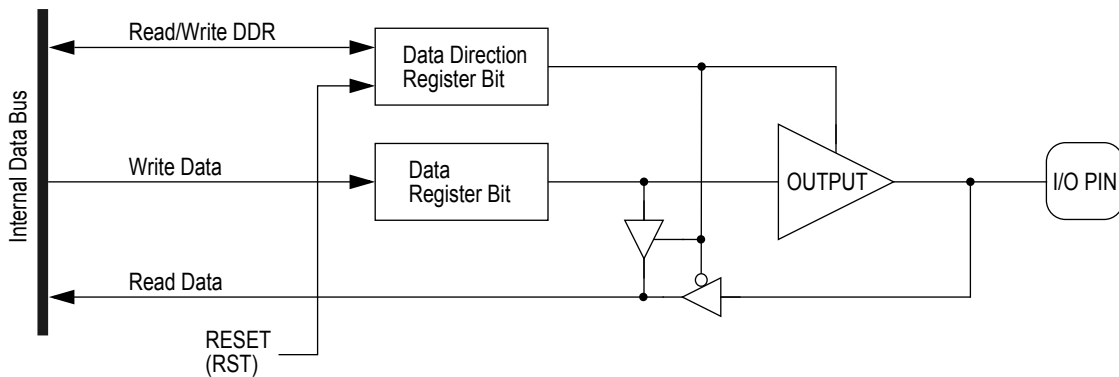 Internal Data Bus
Read/Write DDR
Data Direction
Register Bit
Write Data
Data
Register Bit
OUTPUT
I/O PIN
Read Data
RESET
(RST)